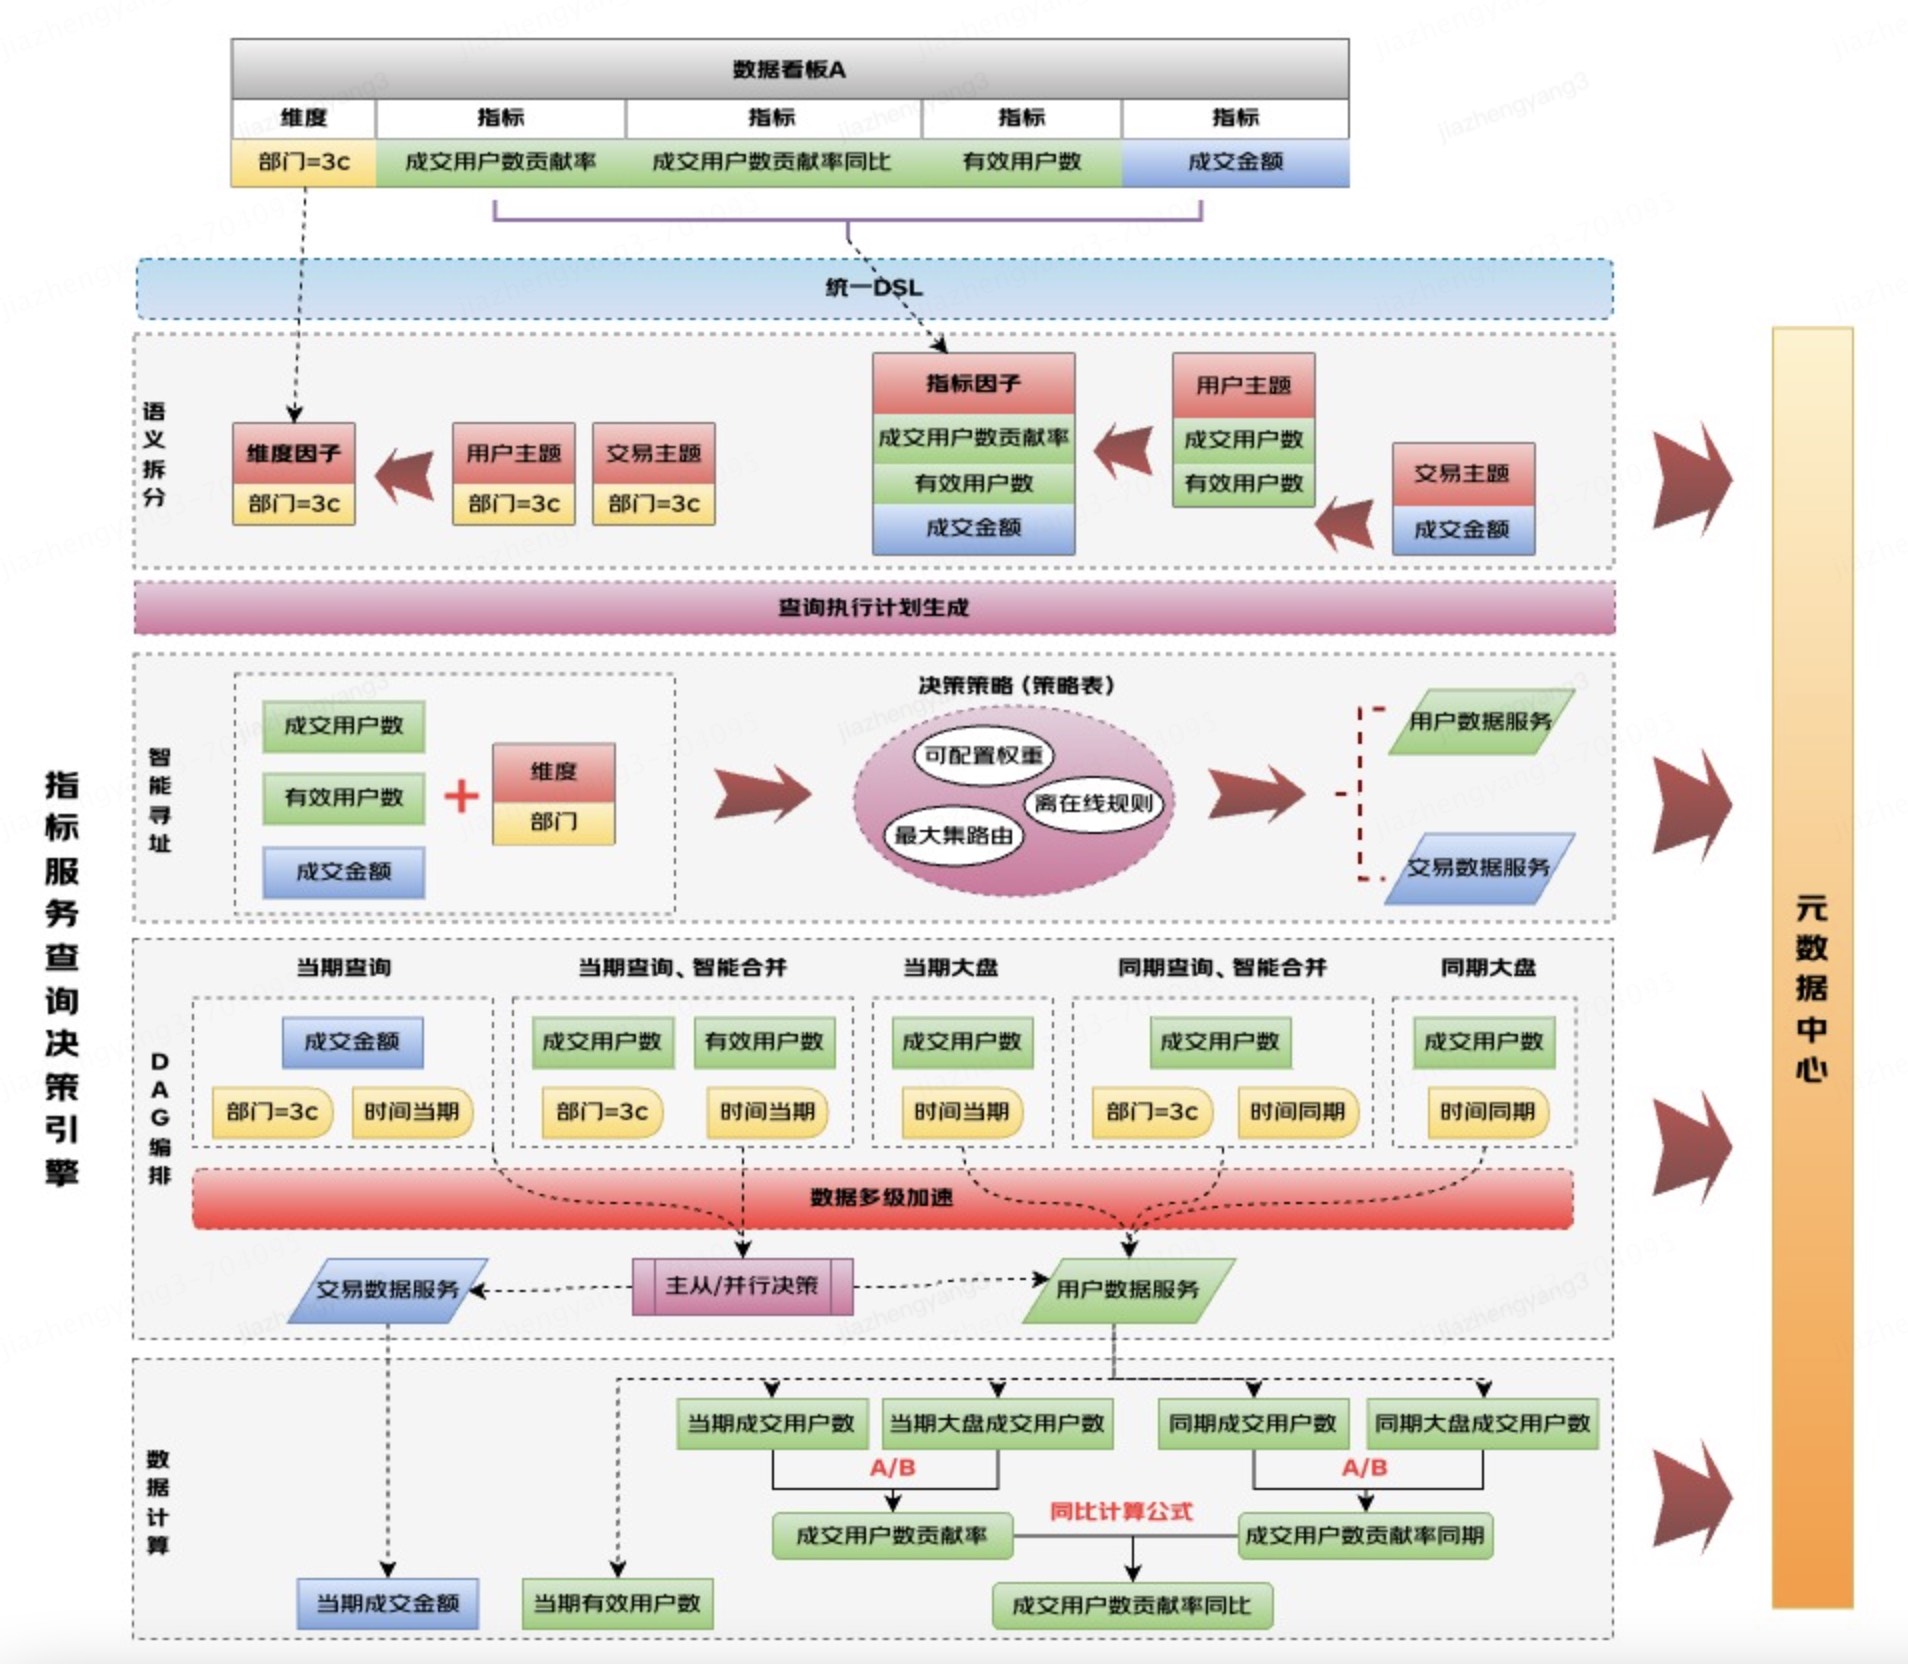 数据看板A
维度
指标
指标
指标
指标
部门=3c
成交用户数贡献率
成交用户数贡献率同比
有效用户数
成交金额
统一DSL
语义拆分
维度因子
部门=3c
用户主题
部门=3c
交易主题
部门=3c
指标因子
成交用户数贡献率
有效用户数
成交金额
用户主题
成交用户数
有效用户数
交易主题
成交金额
查询执行计划生成
指标服务查询决策引擎
智能寻址
成交用户数
有效用户数
成交金额
+
维度
部门
决策策略（策略表）
可配置权重
离在线规则
最大集路由
用户数据服务
交易数据服务
元数据中心
DAG编排
当期查询
成交金额
部门=3c
时间当期
当期查询、智能合并
成交用户数
有效用户数
部门=3c
时间当期
当期大盘
成交用户数
时间当期
同期查询、智能合并
成交用户数
部门=3c
时间同期
同期大盘
成交用户数
时间同期
数据多级加速
交易数据服务
主从/并行决策
用户数据服务
数据计算
当期成交用户数
当期大盘成交用户数
同期成交用户数
同期大盘成交用户数
A/B
A/B
成交用户数贡献率
同比计算公式
成交用户数贡献率同期
当期成交金额
当期有效用户数
成交用户数贡献率同比
jiazhengyang3